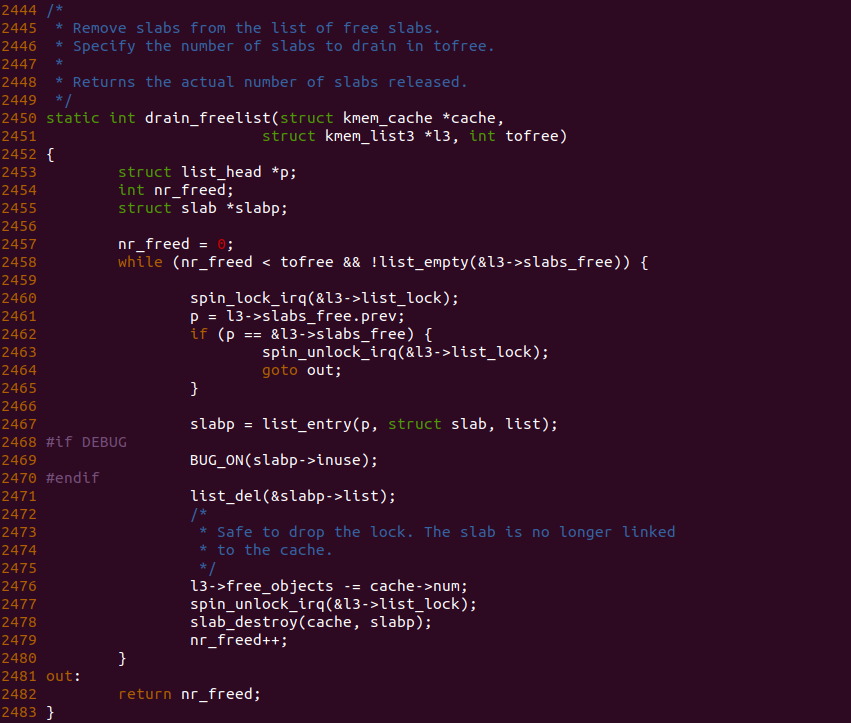 2444 /*
2445  * Remove slabs from the list of free slabs.
2446  * Specify the number of slabs to drain in tofree.
2447  *
2448  * Returns the actual number of slabs released.
2449  */
2450 static int drain_freelist(struct kmem_cache *cache,
2451                         struct kmem_list3 *l3, int tofree)
2452 {
2453         struct list_head *p;
2454         int nr_freed;
2455         struct slab *slabp;
2456
2457         nr_freed = 0;
2458         while (nr_freed < tofree && !list_empty(&l3->slabs_free)) {
2459
2460                 spin_lock_irq(&l3->list_lock);
2461                 p = l3->slabs_free.prev;
2462                 if (p == &l3->slabs_free) {
2463                         spin_unlock_irq(&l3->list_lock);
2464                         goto out;
2465                 }
2466
2467                 slabp = list_entry(p, struct slab, list);
2468 #if DEBUG
2469                 BUG_ON(slabp->inuse);
2470 #endif
2471                 list_del(&slabp->list);
2472                 /*
2473                  * Safe to drop the lock. The slab is no longer linked
2474                  * to the cache.
2475                  */
2476                 l3->free_objects -= cache->num;
2477                 spin_unlock_irq(&l3->list_lock);
2478                 slab_destroy(cache, slabp);
2479                 nr_freed++;
2480         }
2481 out:
2482         return nr_freed;
2483 }